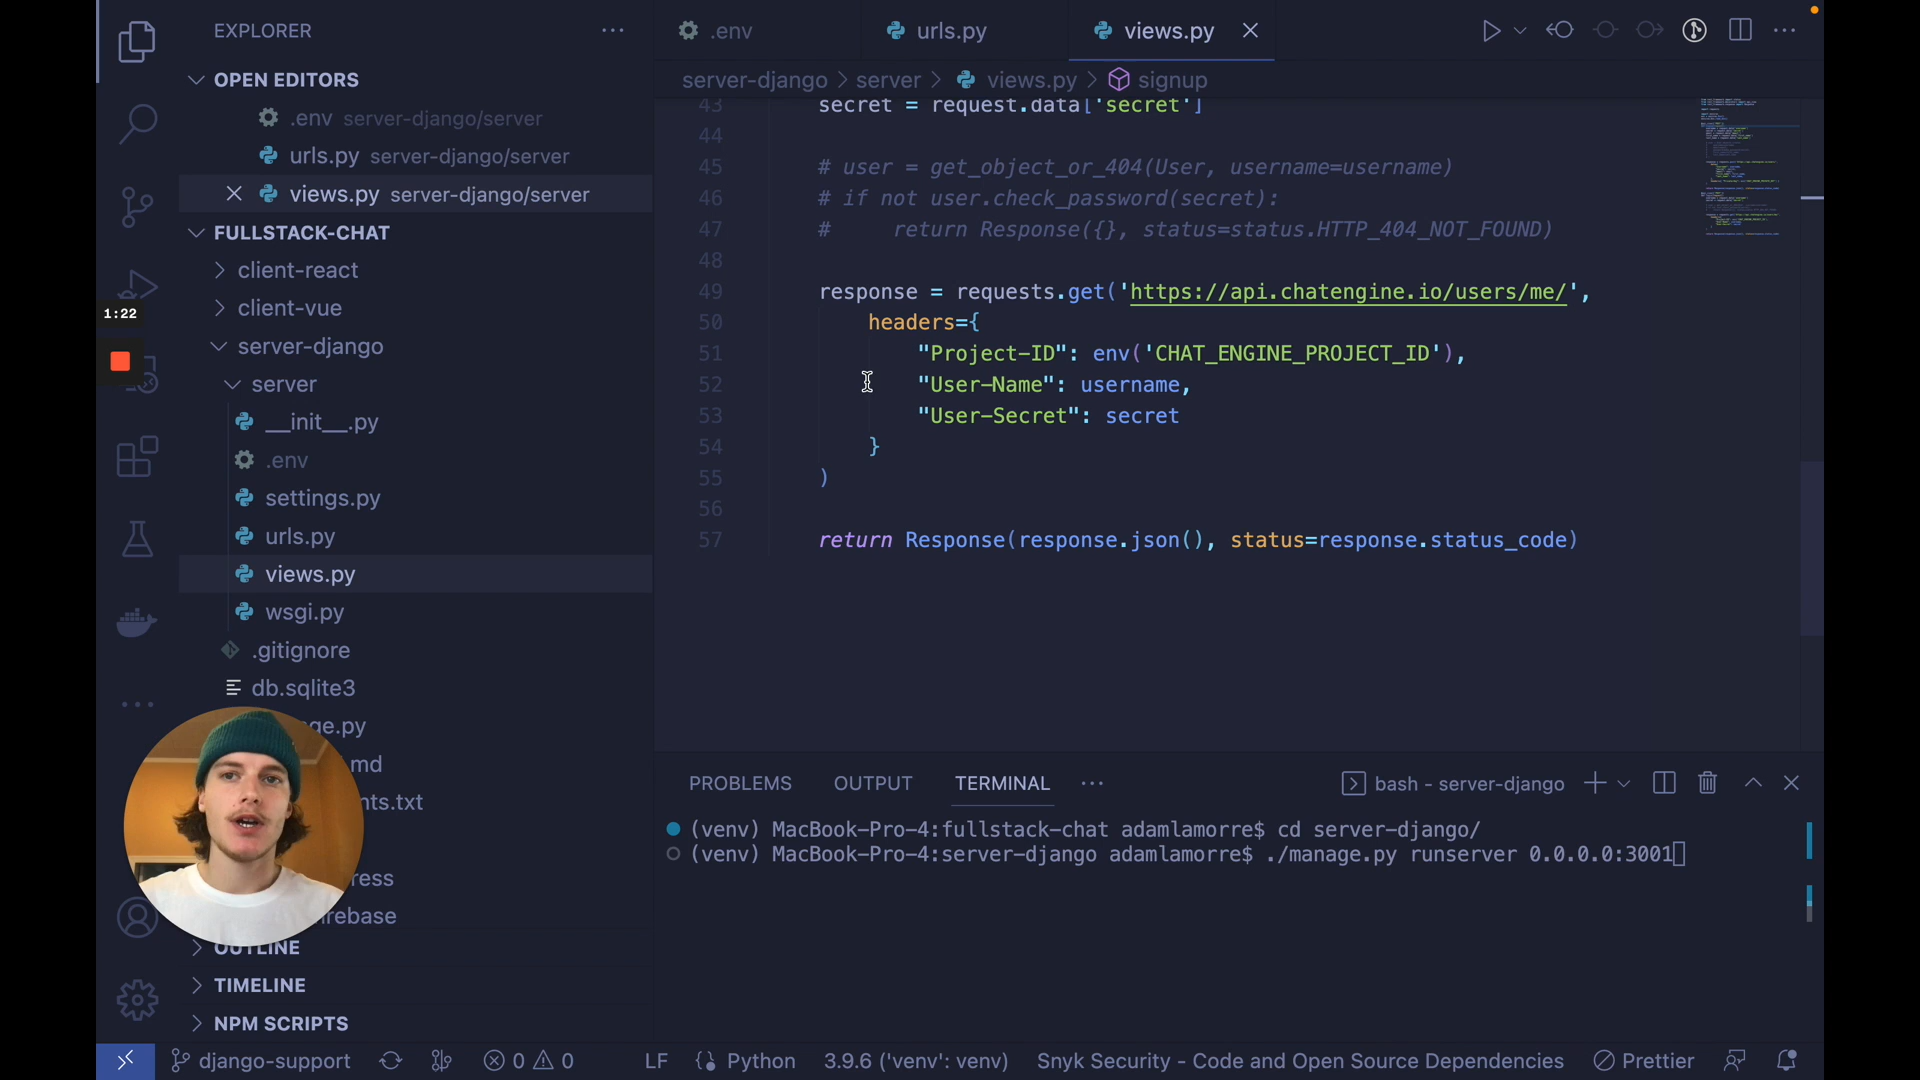 EXPLORER
OPEN EDITORS
.env server-django/server
urls.py server-django/server
views.py server-django/server
FULLSTACK-CHAT
client-react
client-vue
server-django
server
__init__.py
.env
settings.py
urls.py
views.py
wsgi.py
.gitignore
db.sqlite3
ge.py
md
nts.txt
ress
irebase
OUTLINE
TIMELINE
NPM SCRIPTS
1:22
.env
urls.py
views.py
server-django > server > views.py > signup
43 secret = request.data['secret']
44
45 # user = get_object_or_404(User, username=username)
46 # if not user.check_password(secret):
47 #     return Response({}, status=status.HTTP_404_NOT_FOUND)
48
49 response = requests.get('https://api.chatengine.io/users/me/',
50 headers={
51 "Project-ID": env('CHAT_ENGINE_PROJECT_ID'),
52 "User-Name": username,
53 "User-Secret": secret
54 }
55 )
56
57 return Response(response.json(), status=response.status_code)
PROBLEMS OUTPUT TERMINAL
bash - server-django
(venv) MacBook-Pro-4:fullstack-chat adamlamorre$ cd server-django/
(venv) MacBook-Pro-4:server-django adamlamorre$ ./manage.py runserver 0.0.0.0:3001
django-support 0 0 LF Python 3.9.6 ('venv': venv) Snyk Security - Code and Open Source Dependencies Prettier